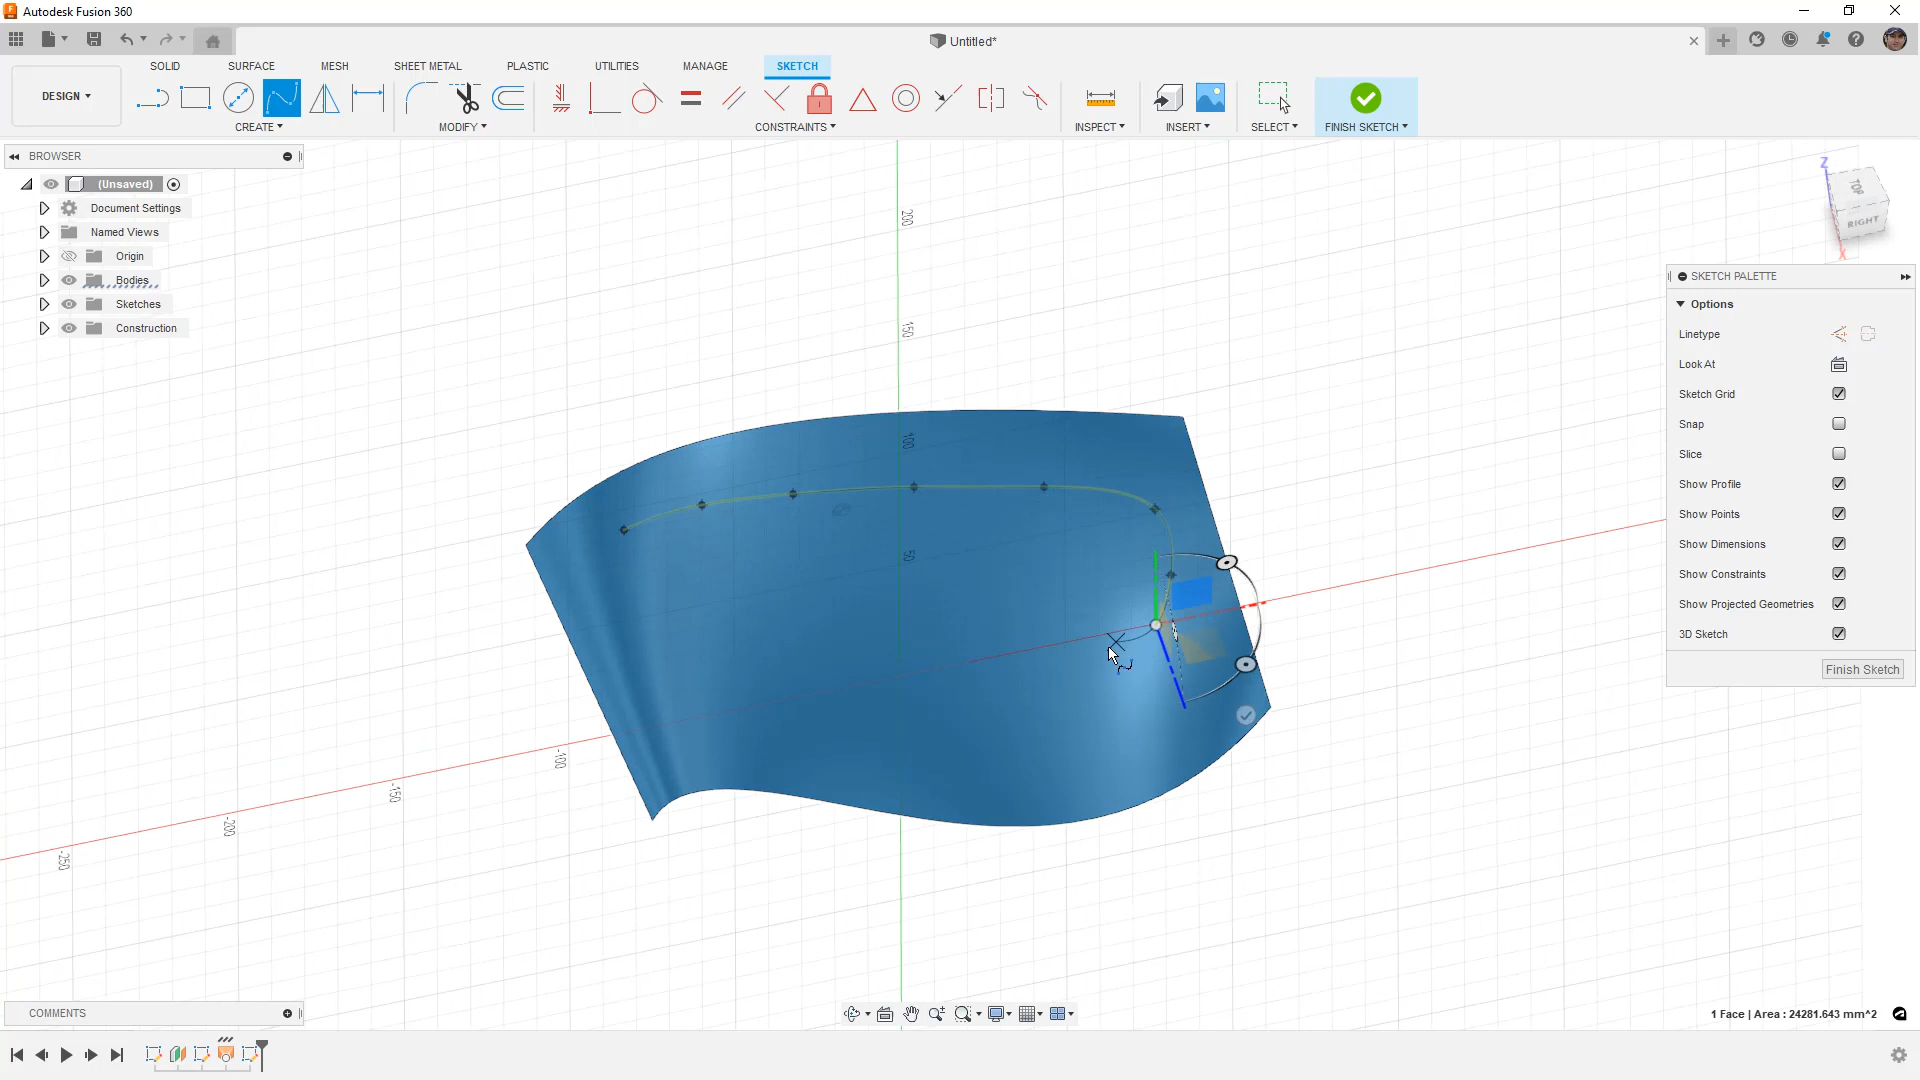 Autodesk Fusion 360
Untitled*
SOLID SURFACE MESH SHEET METAL PLASTIC UTILITIES MANAGE SKETCH
DESIGN
CREATE MODIFY CONSTRAINTS INSPECT INSERT SELECT FINISH SKETCH
BROWSER
(Unsaved)
Document Settings
Named Views
Origin
Bodies
Sketches
Construction
Z
TOP
RIGHT
X
SKETCH PALETTE
Options
Linetype
Look At
Sketch Grid
Snap
Slice
Show Profile
Show Points
Show Dimensions
Show Constraints
Show Projected Geometries
3D Sketch
Finish Sketch
200
150
100
50
-100
-150
-200
-250
COMMENTS
1 Face | Area : 24281.643 mm^2